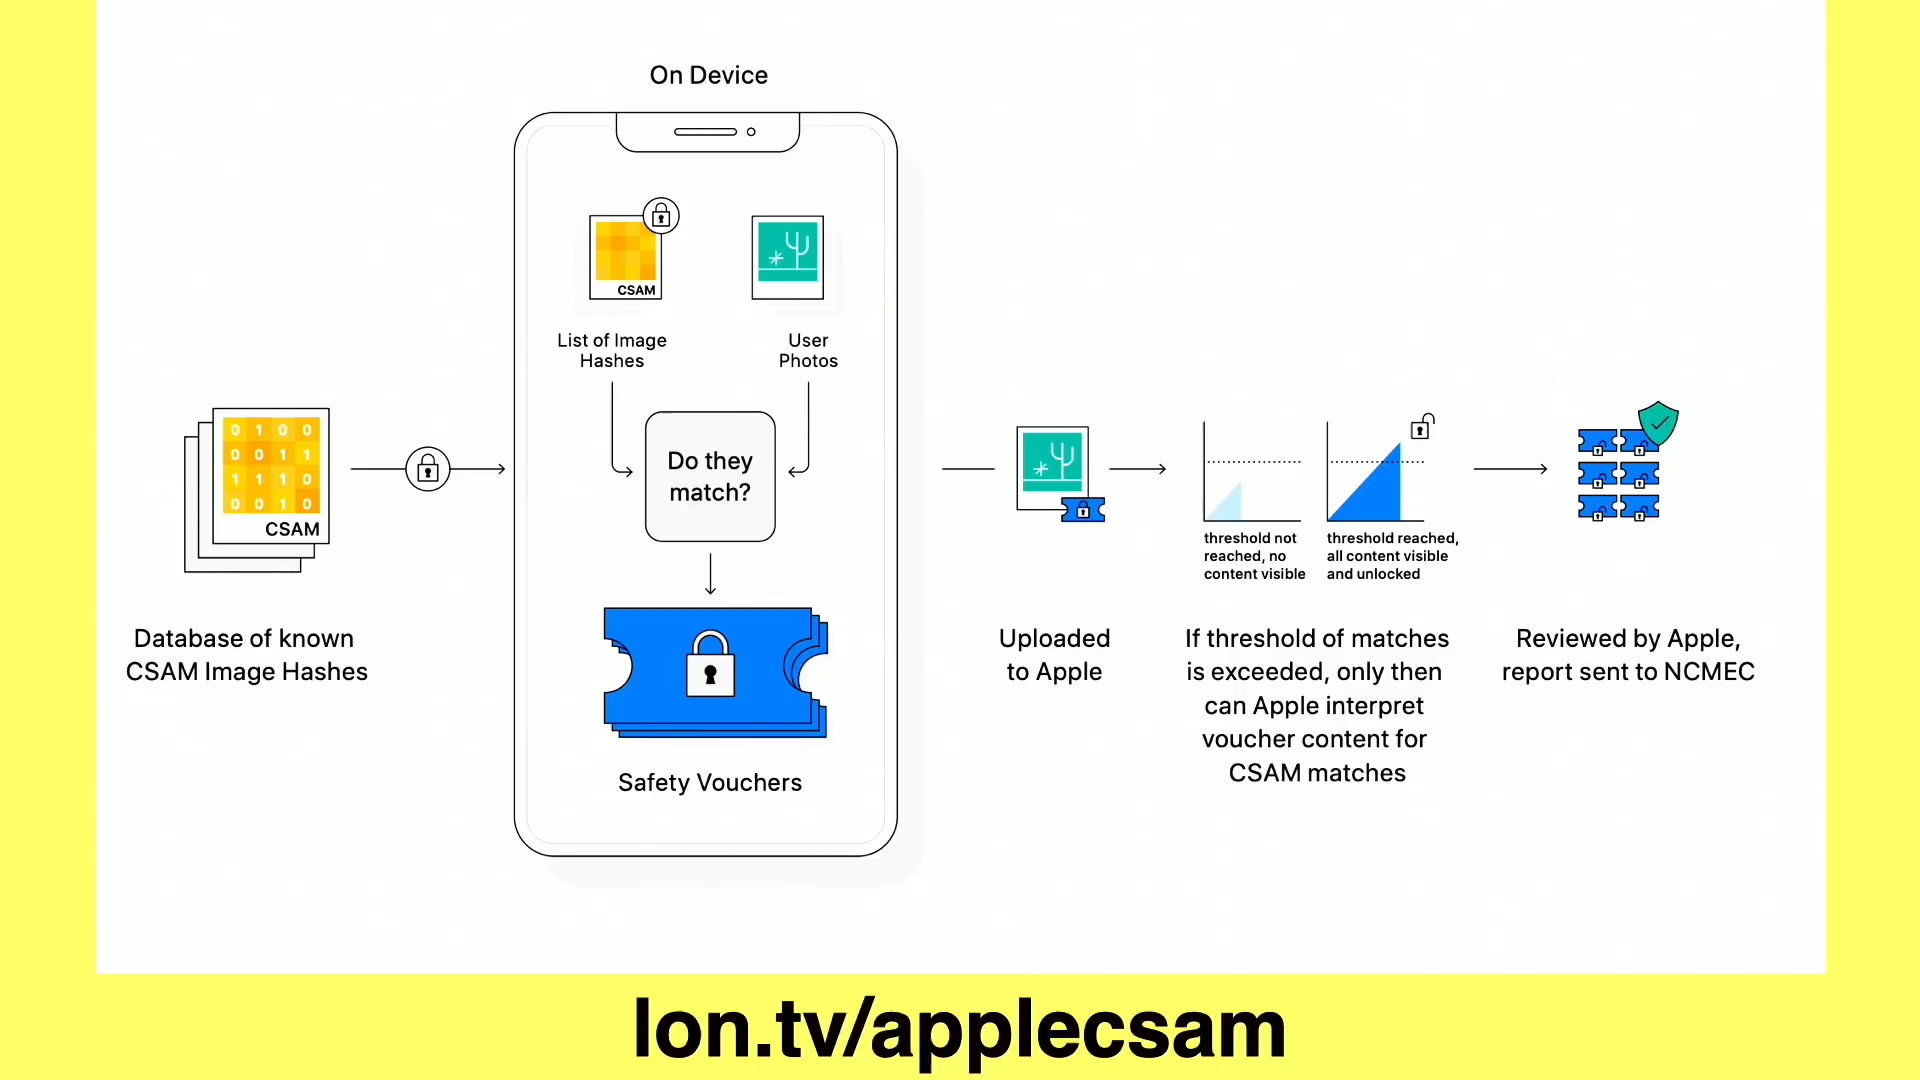 On Device
CSAM
List of Image
Hashes
User
Photos
Do they
match?
Safety Vouchers
0 1 0 0
0 0 1 1
1 1 1 0
0 0 1 0
CSAM
Database of known
CSAM Image Hashes
Uploaded
to Apple
threshold not
reached, no
content visible
threshold reached,
all content visible
and unlocked
If threshold of matches
is exceeded, only then
can Apple interpret
voucher content for
CSAM matches
Reviewed by Apple,
report sent to NCMEC
lon.tv/applecsam